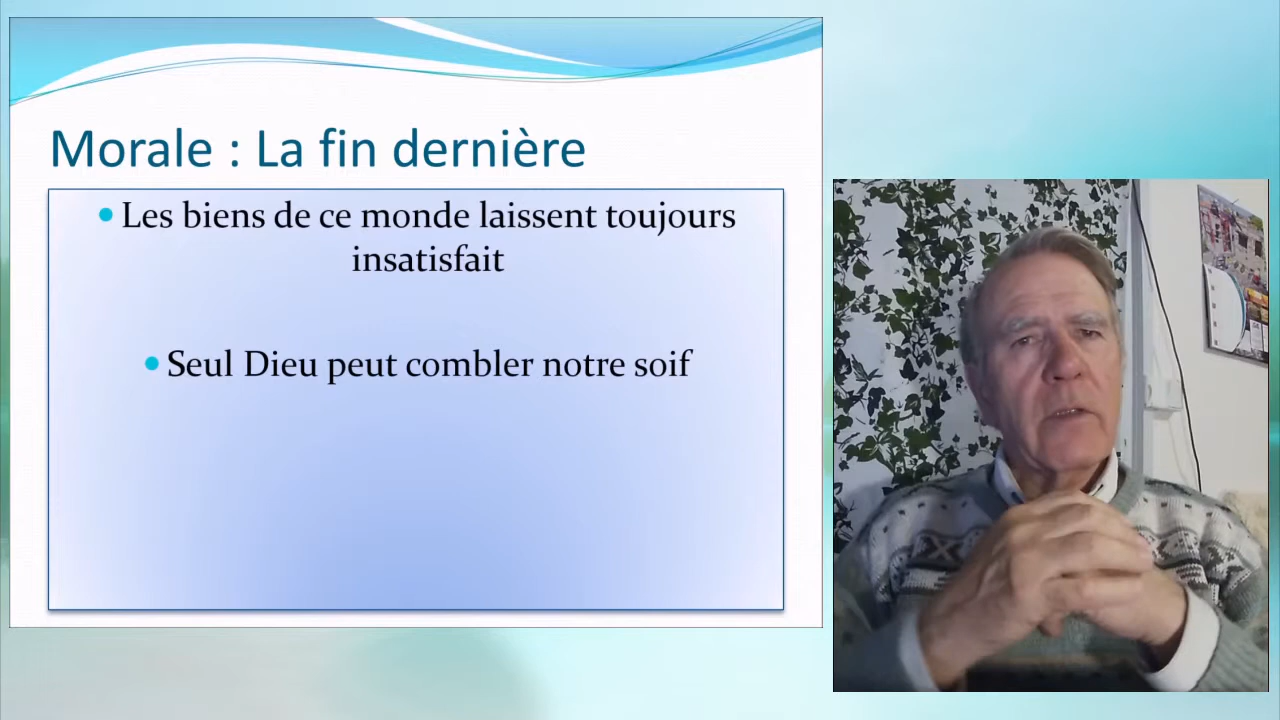 Morale : La fin dernière
Les biens de ce monde laissent toujours
insatisfait
Seul Dieu peut combler notre soif